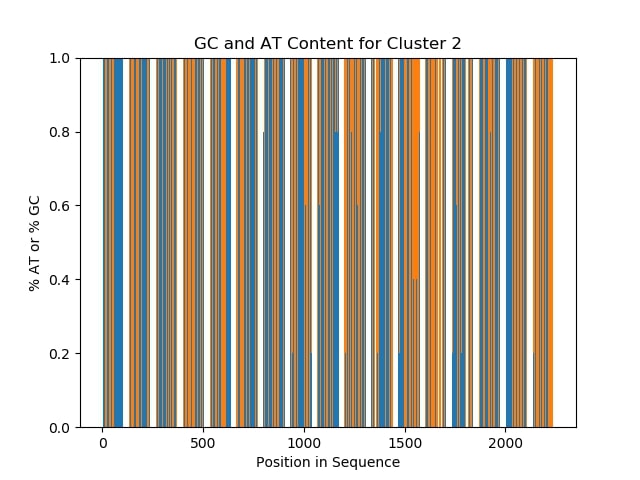 GC and AT Content for Cluster 2
1.0
0.8
0.6
0.4
0.2
0.0
% AT or % GC
0 500 1000 1500 2000
Position in Sequence